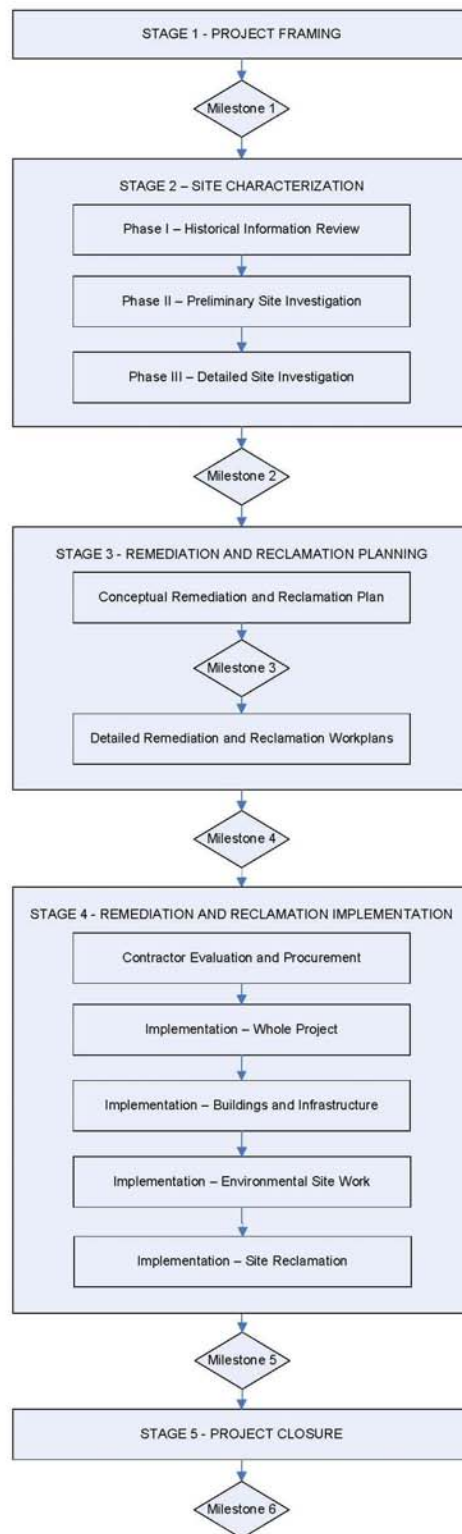 STAGE 1 - PROJECT FRAMING
Milestone 1
STAGE 2 – SITE CHARACTERIZATION
Phase I – Historical Information Review
Phase II – Preliminary Site Investigation
Phase III – Detailed Site Investigation
Milestone 2
STAGE 3 - REMEDIATION AND RECLAMATION PLANNING
Conceptual Remediation and Reclamation Plan
Milestone 3
Detailed Remediation and Reclamation Workplans
Milestone 4
STAGE 4 - REMEDIATION AND RECLAMATION IMPLEMENTATION
Contractor Evaluation and Procurement
Implementation – Whole Project
Implementation – Buildings and Infrastructure
Implementation – Environmental Site Work
Implementation – Site Reclamation
Milestone 5
STAGE 5 - PROJECT CLOSURE
Milestone 6